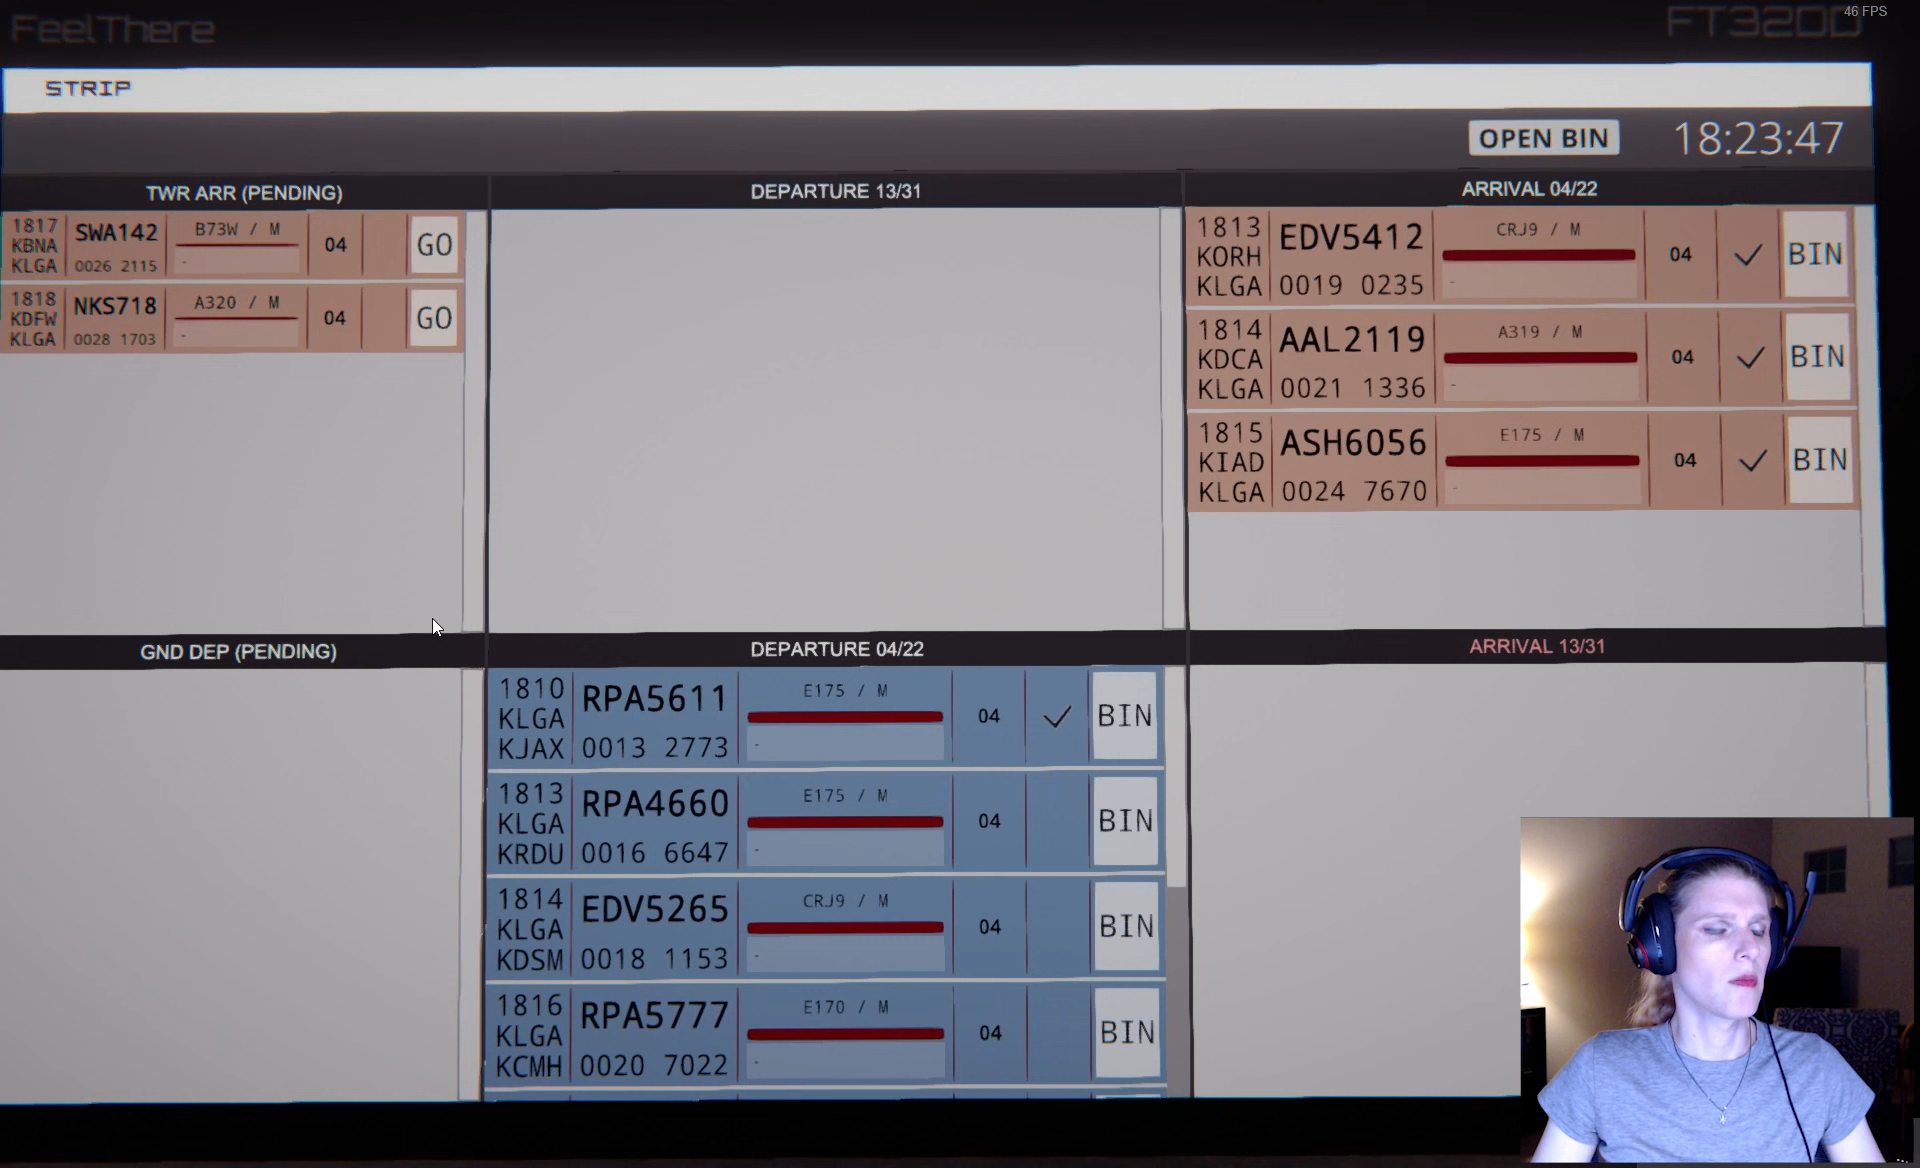 FeelThere
FT32DD
46 FPS
STRIP
OPEN BIN
18:23:47
TWR ARR (PENDING)
1817 SWA142 B73W / M 04 GO
KBNA
KLGA 0026 2115 -
1818 NKS718 A320 / M 04 GO
KDFW
KLGA 0028 1703 -
DEPARTURE 13/31
ARRIVAL 04/22
1813 EDV5412 CRJ9 / M 04 ✓ BIN
KORH
KLGA 0019 0235 -
1814 AAL2119 A319 / M 04 ✓ BIN
KDCA
KLGA 0021 1336 -
1815 ASH6056 E175 / M 04 ✓ BIN
KIAD
KLGA 0024 7670 -
GND DEP (PENDING)
DEPARTURE 04/22
1810 RPA5611 E175 / M 04 ✓ BIN
KLGA
KJAX 0013 2773 -
1813 RPA4660 E175 / M 04 BIN
KLGA
KRDU 0016 6647 -
1814 EDV5265 CRJ9 / M 04 BIN
KLGA
KDSM 0018 1153 -
1816 RPA5777 E170 / M 04 BIN
KLGA
KCMH 0020 7022 -
ARRIVAL 13/31